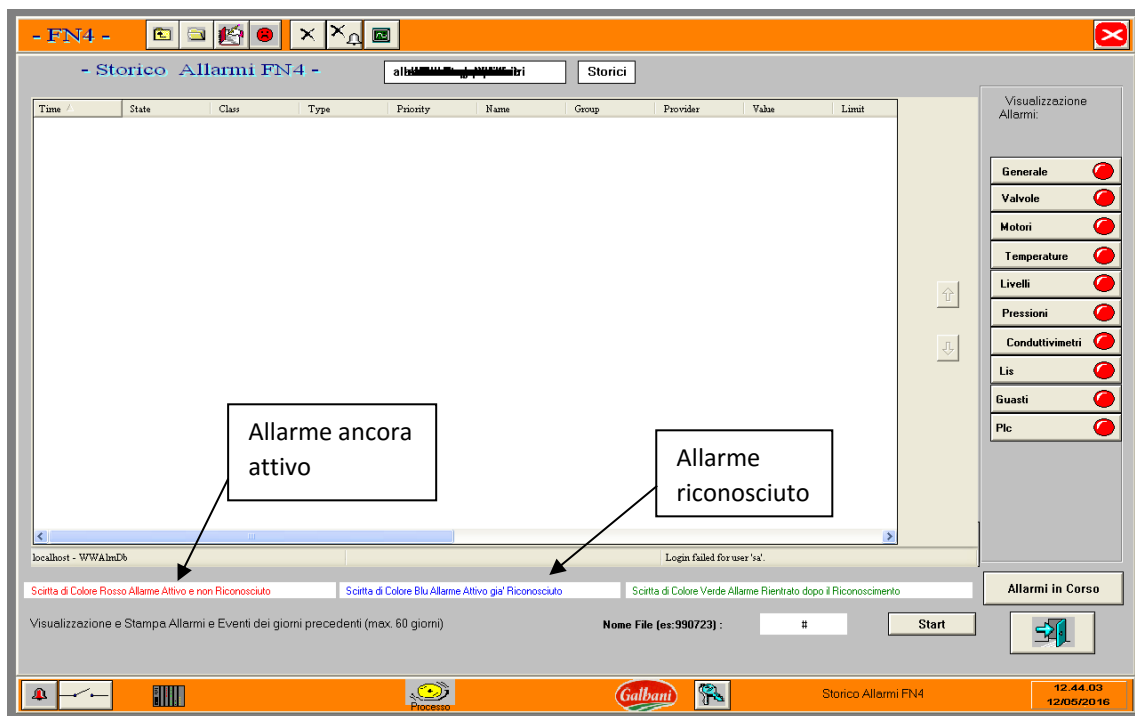 - FN4 -
- Storico Allarmi FN4 -
Storici
Time State Class Type Priority Name Group Provider Value Limit
Visualizzazione
Allarmi:
Generale
Valvole
Motori
Temperature
Livelli
Pressioni
Conduttivimetri
Lis
Guasti
Plc
Allarme ancora
attivo
Allarme
riconosciuto
localhost - WWAlmDb
Login failed for user 'sa'.
Scirtta di Colore Rosso Allarme Attivo e non Riconosciuto
Scirtta di Colore Blu Allarme Attivo gia' Riconosciuto
Scirtta di Colore Verde Allarme Rientrato dopo il Riconoscimento
Allarmi in Corso
Visualizzazione e Stampa Allarmi e Eventi dei giorni precedenti (max. 60 giorni)
Nome File (es:990723) : #
Start
Processo
Galbani
Storico Allarmi FN4
12.44.03
12/05/2016